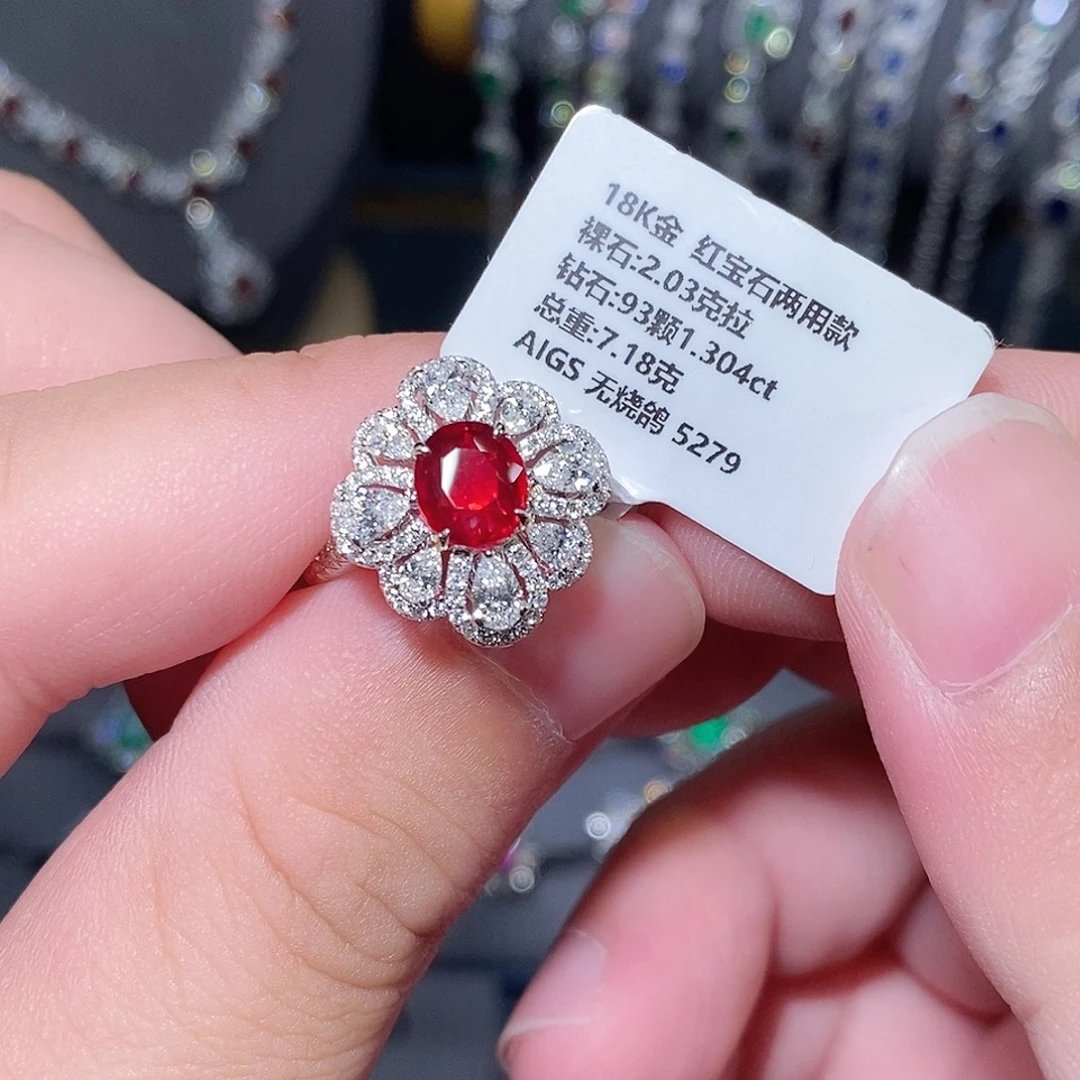 18K金 红宝石两用款
裸石:2.03克拉
钻石:93颗1.304ct
总重:7.18克
AIGS 无烧鸽 5279